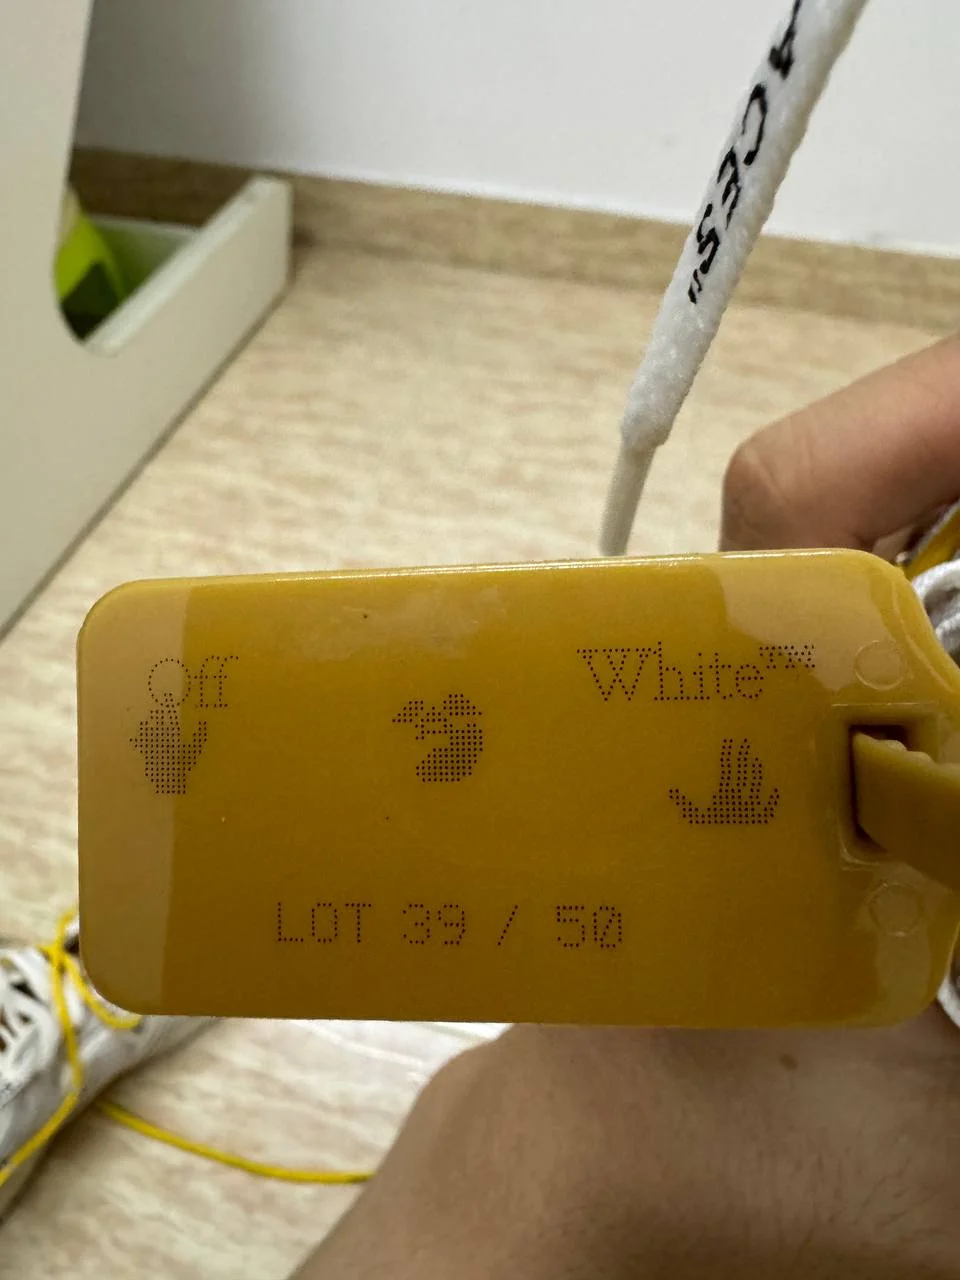 Off White™
LOT 39 / 50